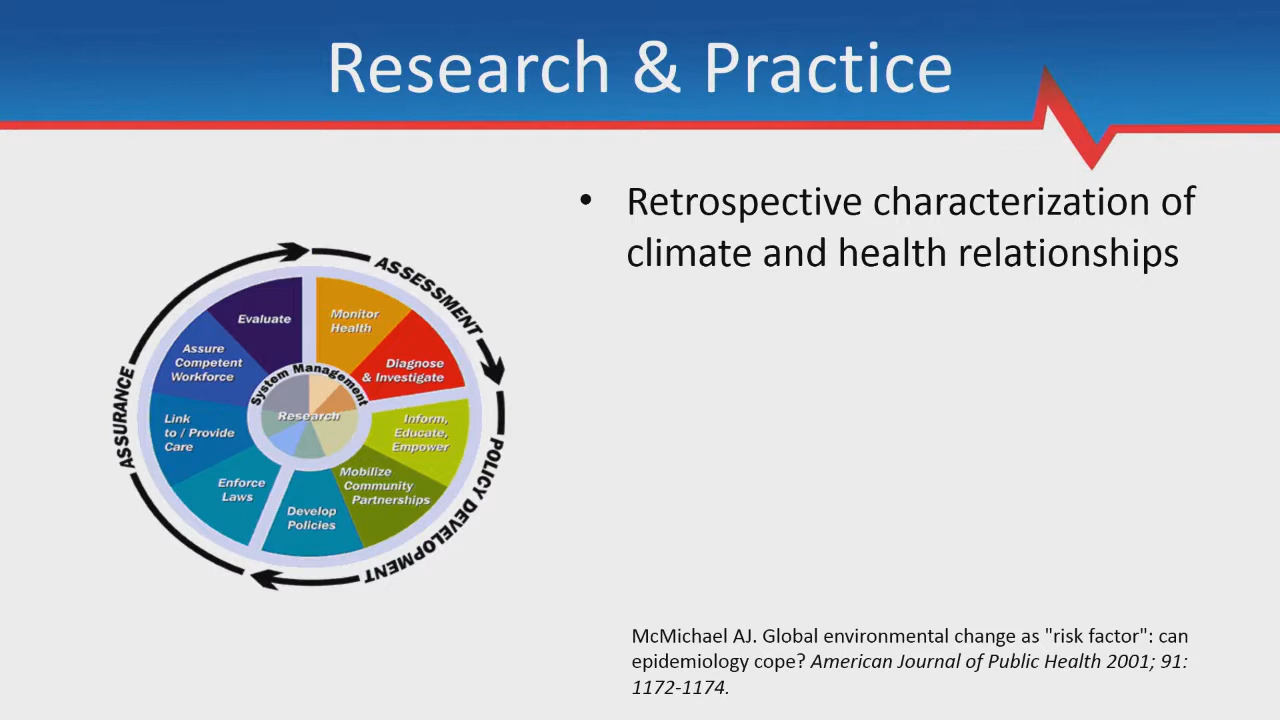 Research & Practice
• Retrospective characterization of
climate and health relationships
ASSESSMENT
POLICY DEVELOPMENT
ASSURANCE
Monitor
Health
Diagnose
& Investigate
Inform,
Educate,
Empower
Mobilize
Community
Partnerships
Develop
Policies
Enforce
Laws
Link
to / Provide
Care
Assure
Competent
Workforce
Evaluate
System Management
Research
McMichael AJ. Global environmental change as "risk factor": can
epidemiology cope? American Journal of Public Health 2001; 91:
1172-1174.